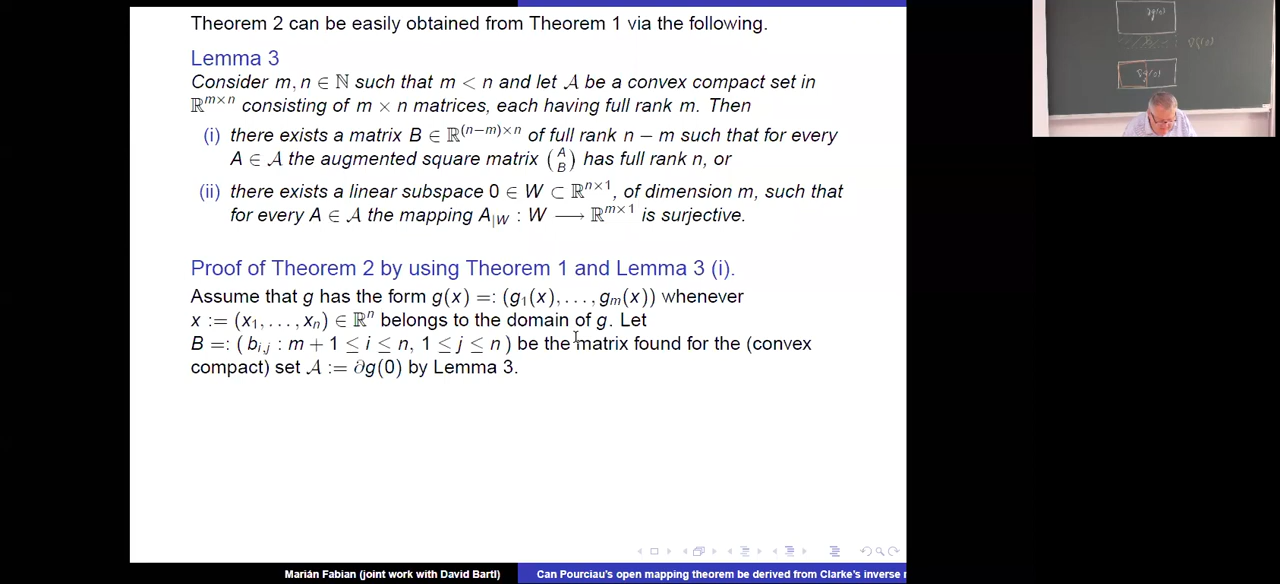 Theorem 2 can be easily obtained from Theorem 1 via the following.
Lemma 3
Consider m, n ∈ ℕ such that m < n and let 𝒜 be a convex compact set in
ℝ^{m×n} consisting of m × n matrices, each having full rank m. Then
(i) there exists a matrix B ∈ ℝ^{(n−m)×n} of full rank n − m such that for every
A ∈ 𝒜 the augmented square matrix (A B) has full rank n, or
(ii) there exists a linear subspace 0 ∈ W ⊂ ℝ^{n×1}, of dimension m, such that
for every A ∈ 𝒜 the mapping A_{|W} : W ⟶ ℝ^{m×1} is surjective.
Proof of Theorem 2 by using Theorem 1 and Lemma 3 (i).
Assume that g has the form g(x) =: (g₁(x), . . . , gₘ(x)) whenever
x := (x₁, . . . , xₙ) ∈ ℝⁿ belongs to the domain of g. Let
B =: ( b_{i,j} : m + 1 ≤ i ≤ n, 1 ≤ j ≤ n ) be the matrix found for the (convex
compact) set 𝒜 := ∂g(0) by Lemma 3.
Marián Fabian (joint work with David Bartl) Can Pourciau's open mapping theorem be derived from Clarke's inverse